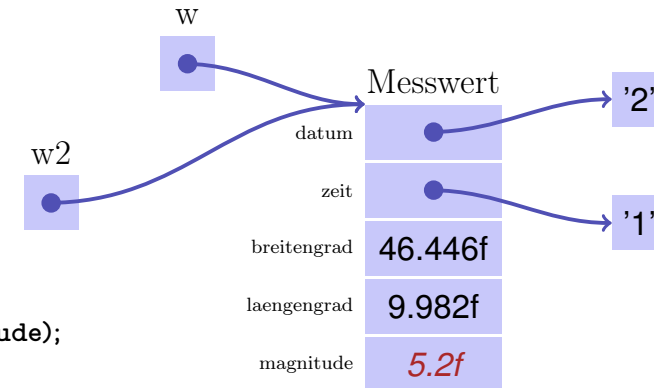 w
Messwert
datum '2'
w2
zeit '1'
breitengrad 46.446f
laengengrad 9.982f
ude);
magnitude 5.2f